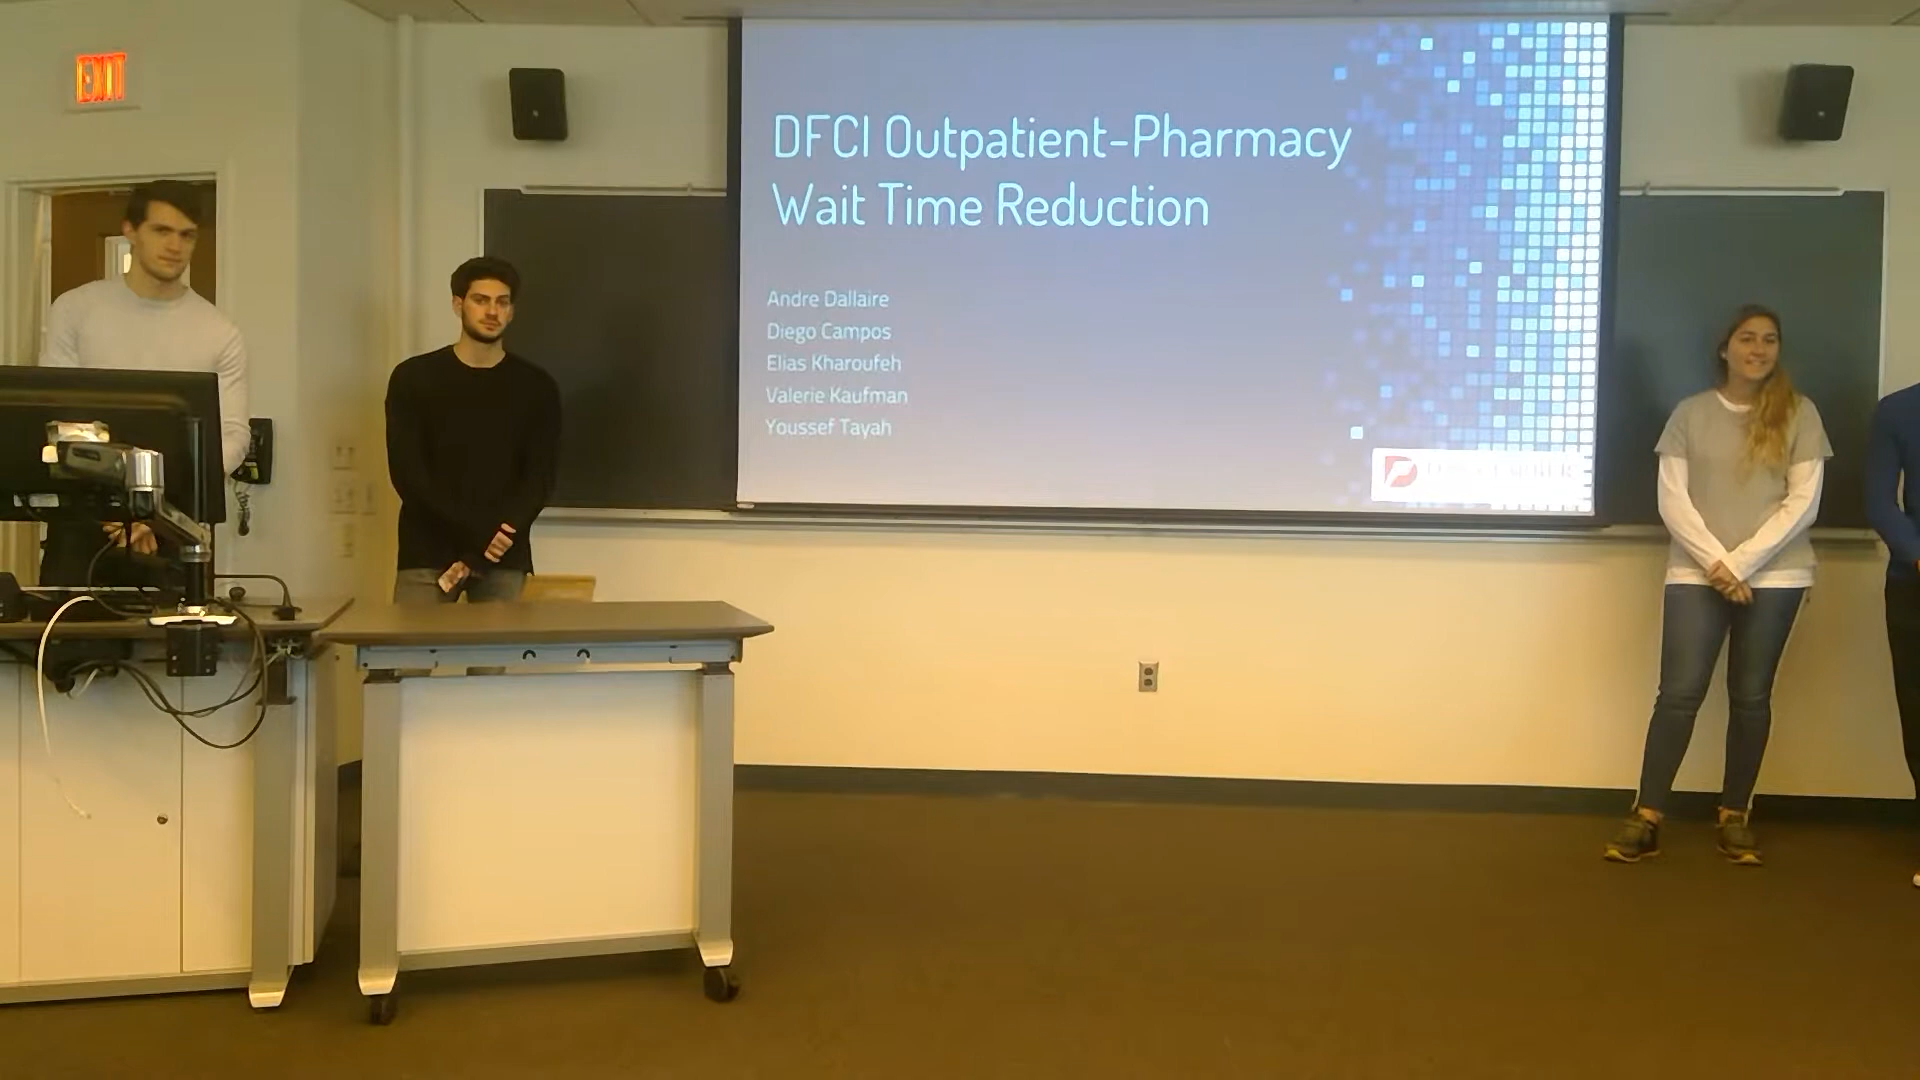 EXIT
DFCI Outpatient-Pharmacy
Wait Time Reduction
Andre Dallaire
Diego Campos
Elias Kharoufeh
Valerie Kaufman
Youssef Tayah